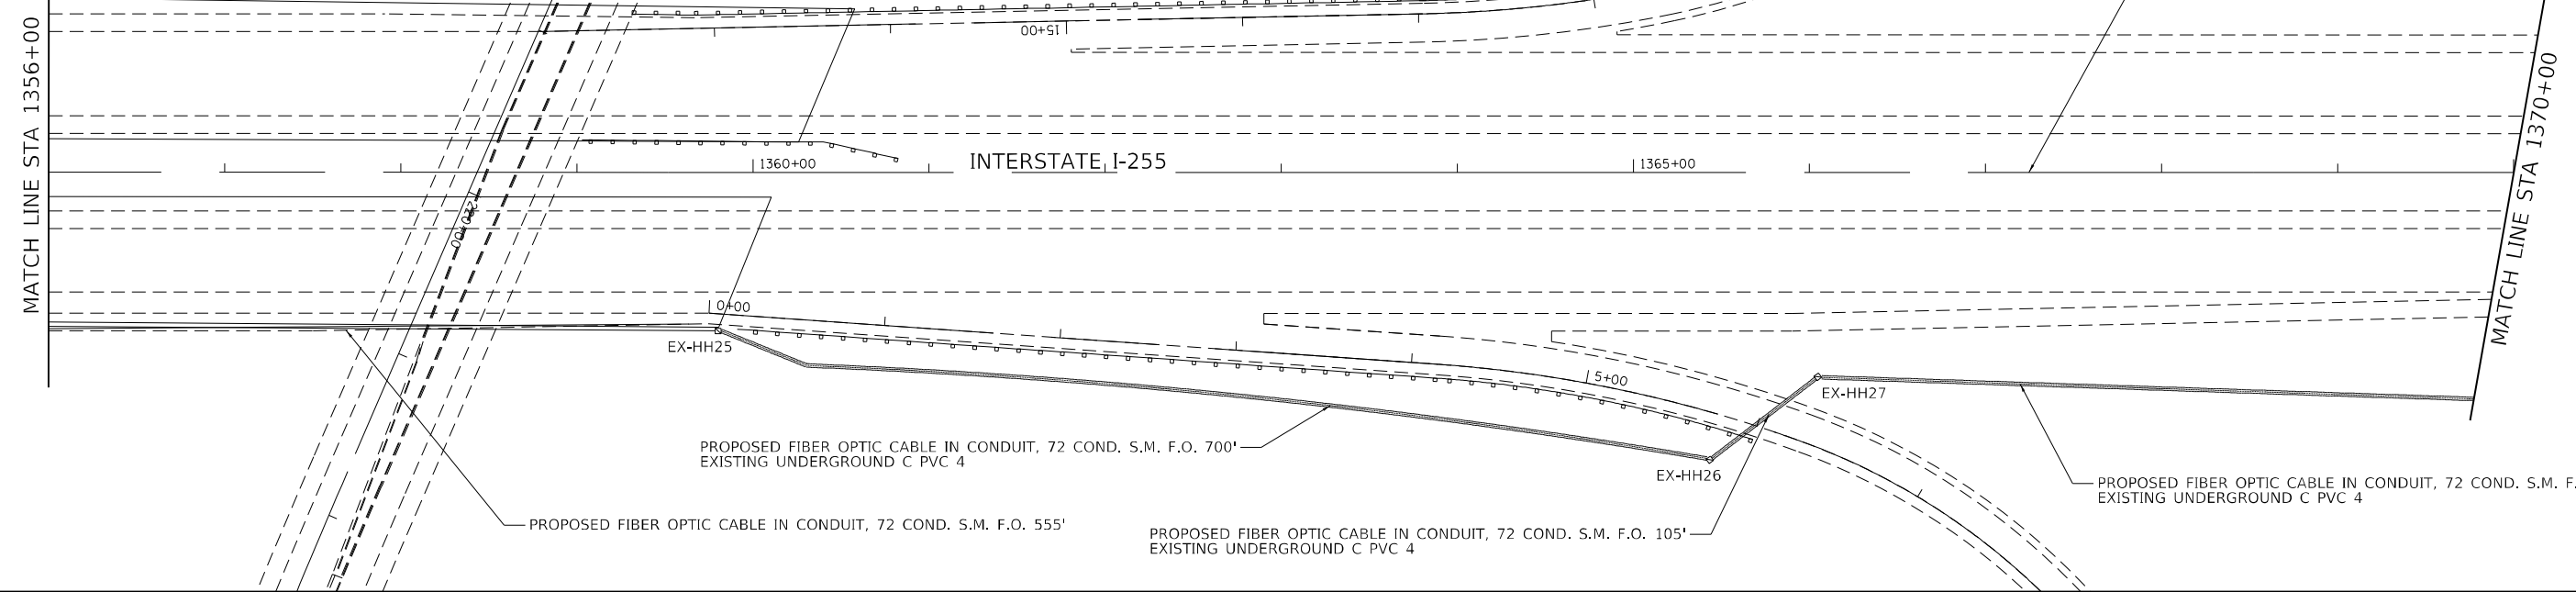 MATCH LINE STA 1356+00
15+00
1360+00
INTERSTATE I-255
1365+00
MATCH LINE STA 1370+00
220+00
0+00
EX-HH25
5+00
EX-HH27
PROPOSED FIBER OPTIC CABLE IN CONDUIT, 72 COND. S.M. F.O. 700'
EXISTING UNDERGROUND C PVC 4
EX-HH26
PROPOSED FIBER OPTIC CABLE IN CONDUIT, 72 COND. S.M. F.
EXISTING UNDERGROUND C PVC 4
PROPOSED FIBER OPTIC CABLE IN CONDUIT, 72 COND. S.M. F.O. 555'
PROPOSED FIBER OPTIC CABLE IN CONDUIT, 72 COND. S.M. F.O. 105'
EXISTING UNDERGROUND C PVC 4